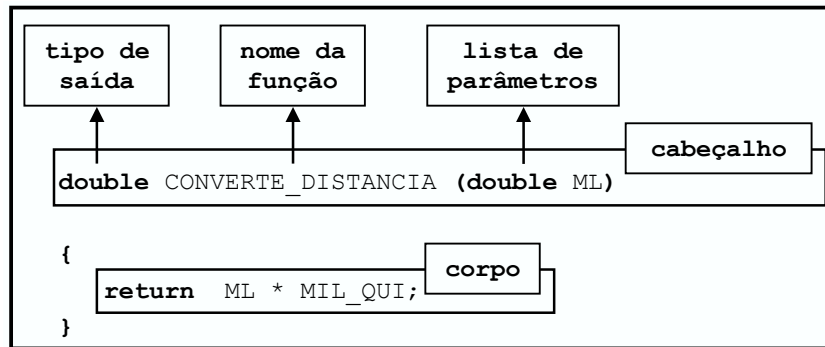 tipo de
saída
nome da
função
lista de
parâmetros
cabeçalho
double CONVERTE_DISTANCIA (double ML)
{
corpo
return ML * MIL_QUI;
}